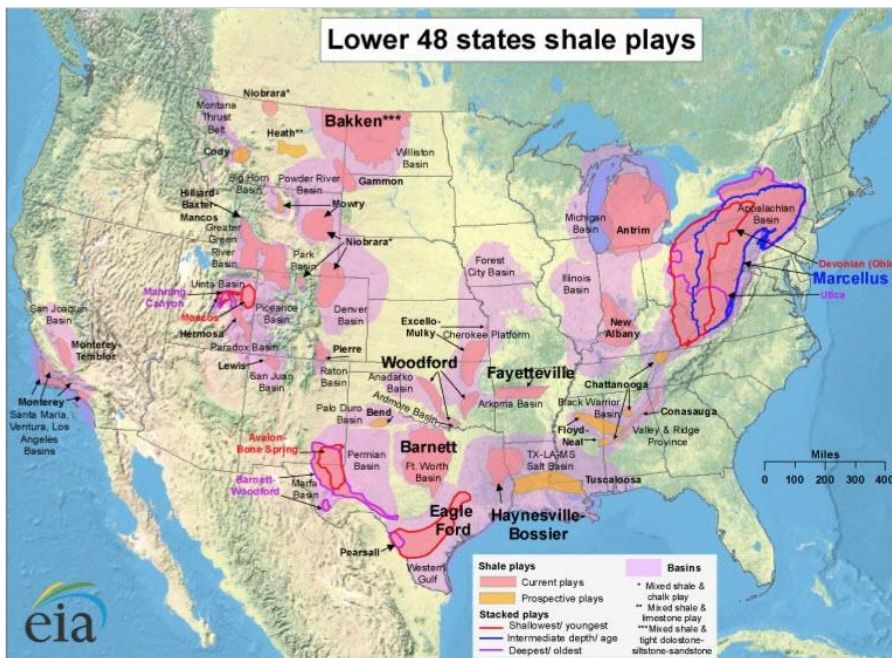 Lower 48 states shale plays
Niobrara*
Montana
Thrust
Belt
Bakken***
Heath**
Cody
Williston
Basin
Big Horn
Basin
Powder River
Basin
Gammon
Hilliard-
Baxter-
Mancos
Mowry
Greater
Green
River
Basin
Park
Basin
Niobrara*
Michigan
Basin
Antrim
Appalachian
Basin
Devonian (Ohio
Marcellus
Utica
Forest
City Basin
Illinois
Basin
Manning
Canyon
Uinta Basin
Mancos
Piceance
Basin
Denver
Basin
San Joaquin
Basin
Hermosa
Paradox Basin
Excello-
Mulky
Cherokee Platform
New
Albany
Monterey-
Temblor
Pierre
Lewis
San Juan
Basin
Raton
Basin
Woodford
Anadarko
Basin
Fayetteville
Arkoma Basin
Chattanooga
Monterey
Santa Maria,
Ventura, Los
Angeles
Basins
Palo Duro
Basin
Bend
Ardmore Basin
Black Warrior
Basin
Conasauga
Floyd-
Neal
Valley & Ridge
Province
Avalon-
Bone Spring
Permian
Basin
Barnett
Ft. Worth
Basin
TX-LA-MS
Salt Basin
Tuscaloosa
Barnett-
Woodford
Marfa
Basin
Eagle
Ford
Haynesville-
Bossier
Pearsall
Western
Gulf
Miles
0 100 200 300 400
Shale plays
Current plays
Prospective plays
Stacked plays
Shallowest/ youngest
Intermediate depth/ age
Deepest/ oldest
Basins
* Mixed shale &
chalk play
** Mixed shale &
limestone play
***Mixed shale &
tight dolostone-
siltstone-sandstone
eia